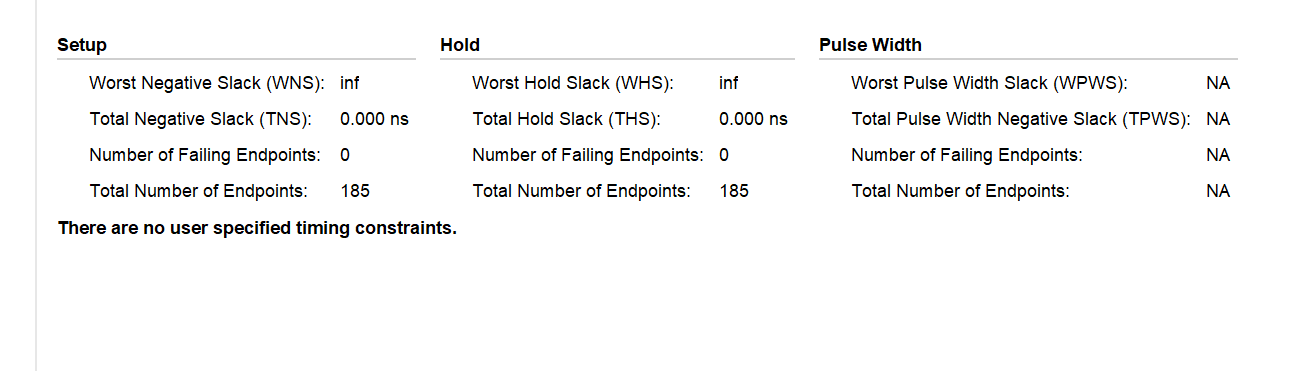 Setup Hold Pulse Width
Worst Negative Slack (WNS): inf Worst Hold Slack (WHS): inf Worst Pulse Width Slack (WPWS): NA
Total Negative Slack (TNS): 0.000 ns Total Hold Slack (THS): 0.000 ns Total Pulse Width Negative Slack (TPWS): NA
Number of Failing Endpoints: 0 Number of Failing Endpoints: 0 Number of Failing Endpoints: NA
Total Number of Endpoints: 185 Total Number of Endpoints: 185 Total Number of Endpoints: NA
There are no user specified timing constraints.